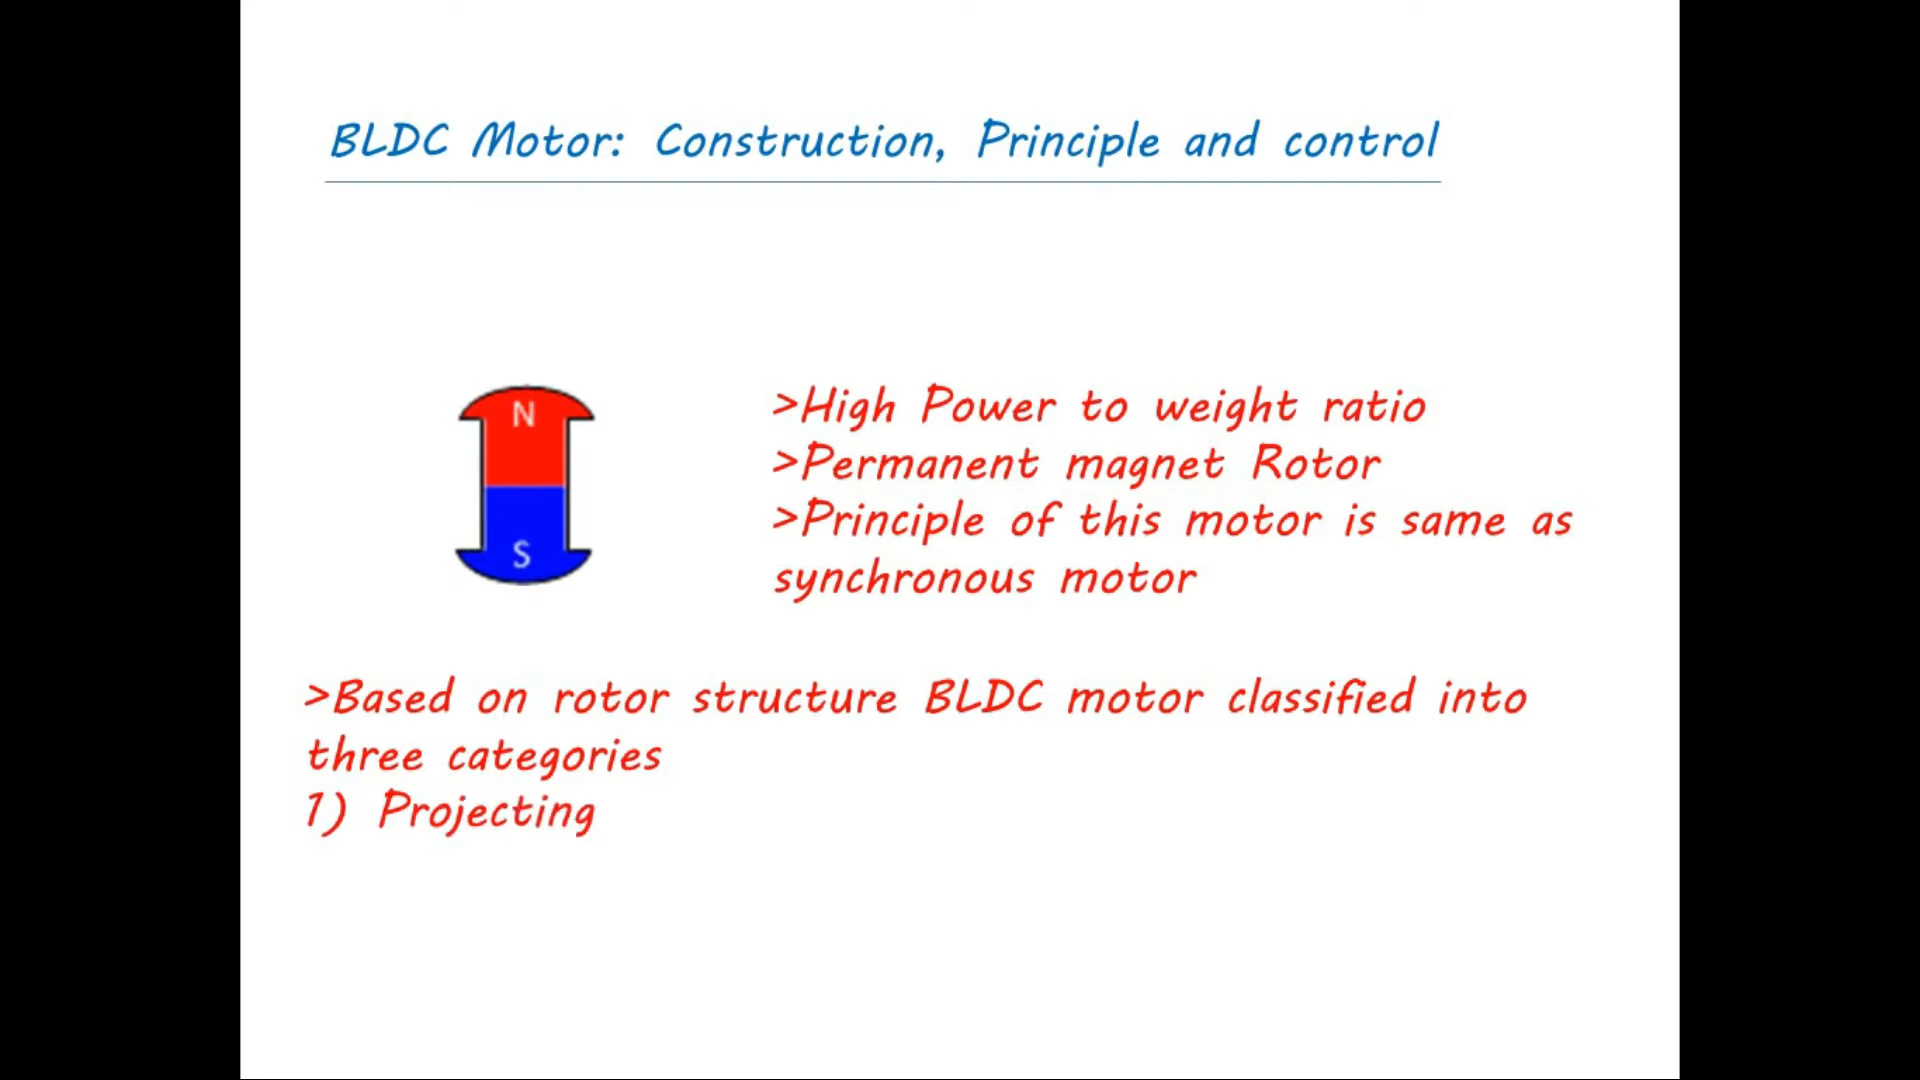 BLDC Motor: Construction, Principle and control
N
S
>High Power to weight ratio
>Permanent magnet Rotor
>Principle of this motor is same as
synchronous motor
>Based on rotor structure BLDC motor classified into
three categories
1) Projecting